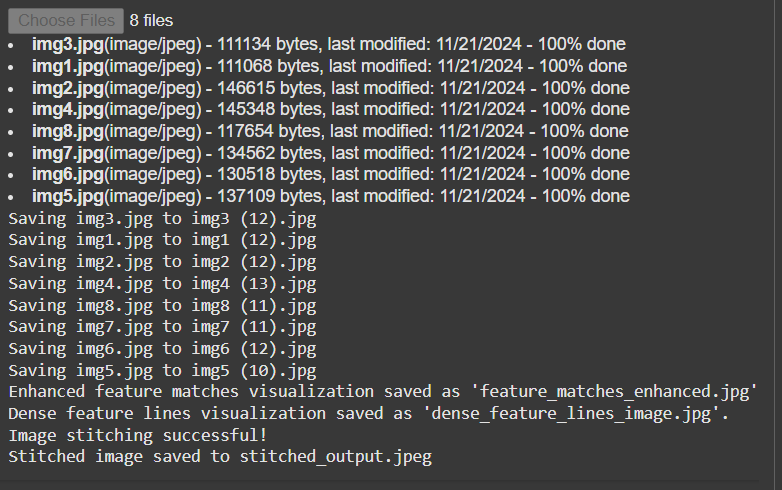 Choose Files 8 files
• img3.jpg(image/jpeg) - 111134 bytes, last modified: 11/21/2024 - 100% done
• img1.jpg(image/jpeg) - 111068 bytes, last modified: 11/21/2024 - 100% done
• img2.jpg(image/jpeg) - 146615 bytes, last modified: 11/21/2024 - 100% done
• img4.jpg(image/jpeg) - 145348 bytes, last modified: 11/21/2024 - 100% done
• img8.jpg(image/jpeg) - 117654 bytes, last modified: 11/21/2024 - 100% done
• img7.jpg(image/jpeg) - 134562 bytes, last modified: 11/21/2024 - 100% done
• img6.jpg(image/jpeg) - 130518 bytes, last modified: 11/21/2024 - 100% done
• img5.jpg(image/jpeg) - 137109 bytes, last modified: 11/21/2024 - 100% done
Saving img3.jpg to img3 (12).jpg
Saving img1.jpg to img1 (12).jpg
Saving img2.jpg to img2 (12).jpg
Saving img4.jpg to img4 (13).jpg
Saving img8.jpg to img8 (11).jpg
Saving img7.jpg to img7 (11).jpg
Saving img6.jpg to img6 (12).jpg
Saving img5.jpg to img5 (10).jpg
Enhanced feature matches visualization saved as 'feature_matches_enhanced.jpg'
Dense feature lines visualization saved as 'dense_feature_lines_image.jpg'.
Image stitching successful!
Stitched image saved to stitched_output.jpeg